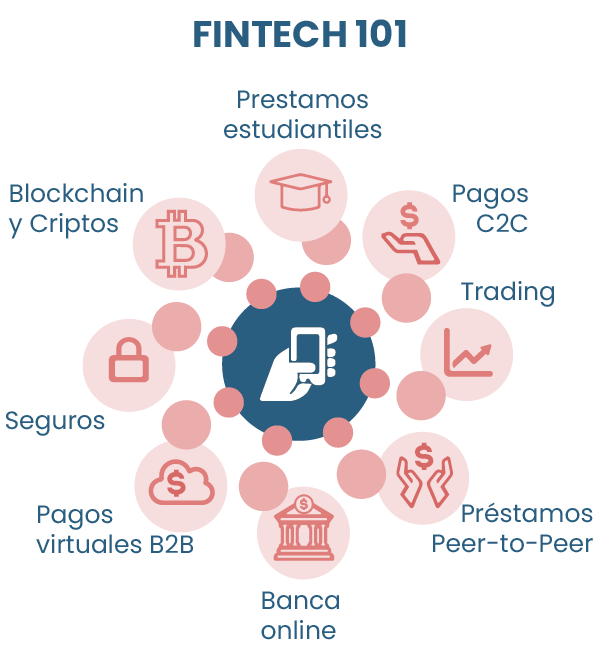 FINTECH 101
Prestamos
estudiantiles
Blockchain
y Criptos
Pagos
C2C
Trading
Seguros
Pagos
virtuales B2B
Préstamos
Peer-to-Peer
Banca
online